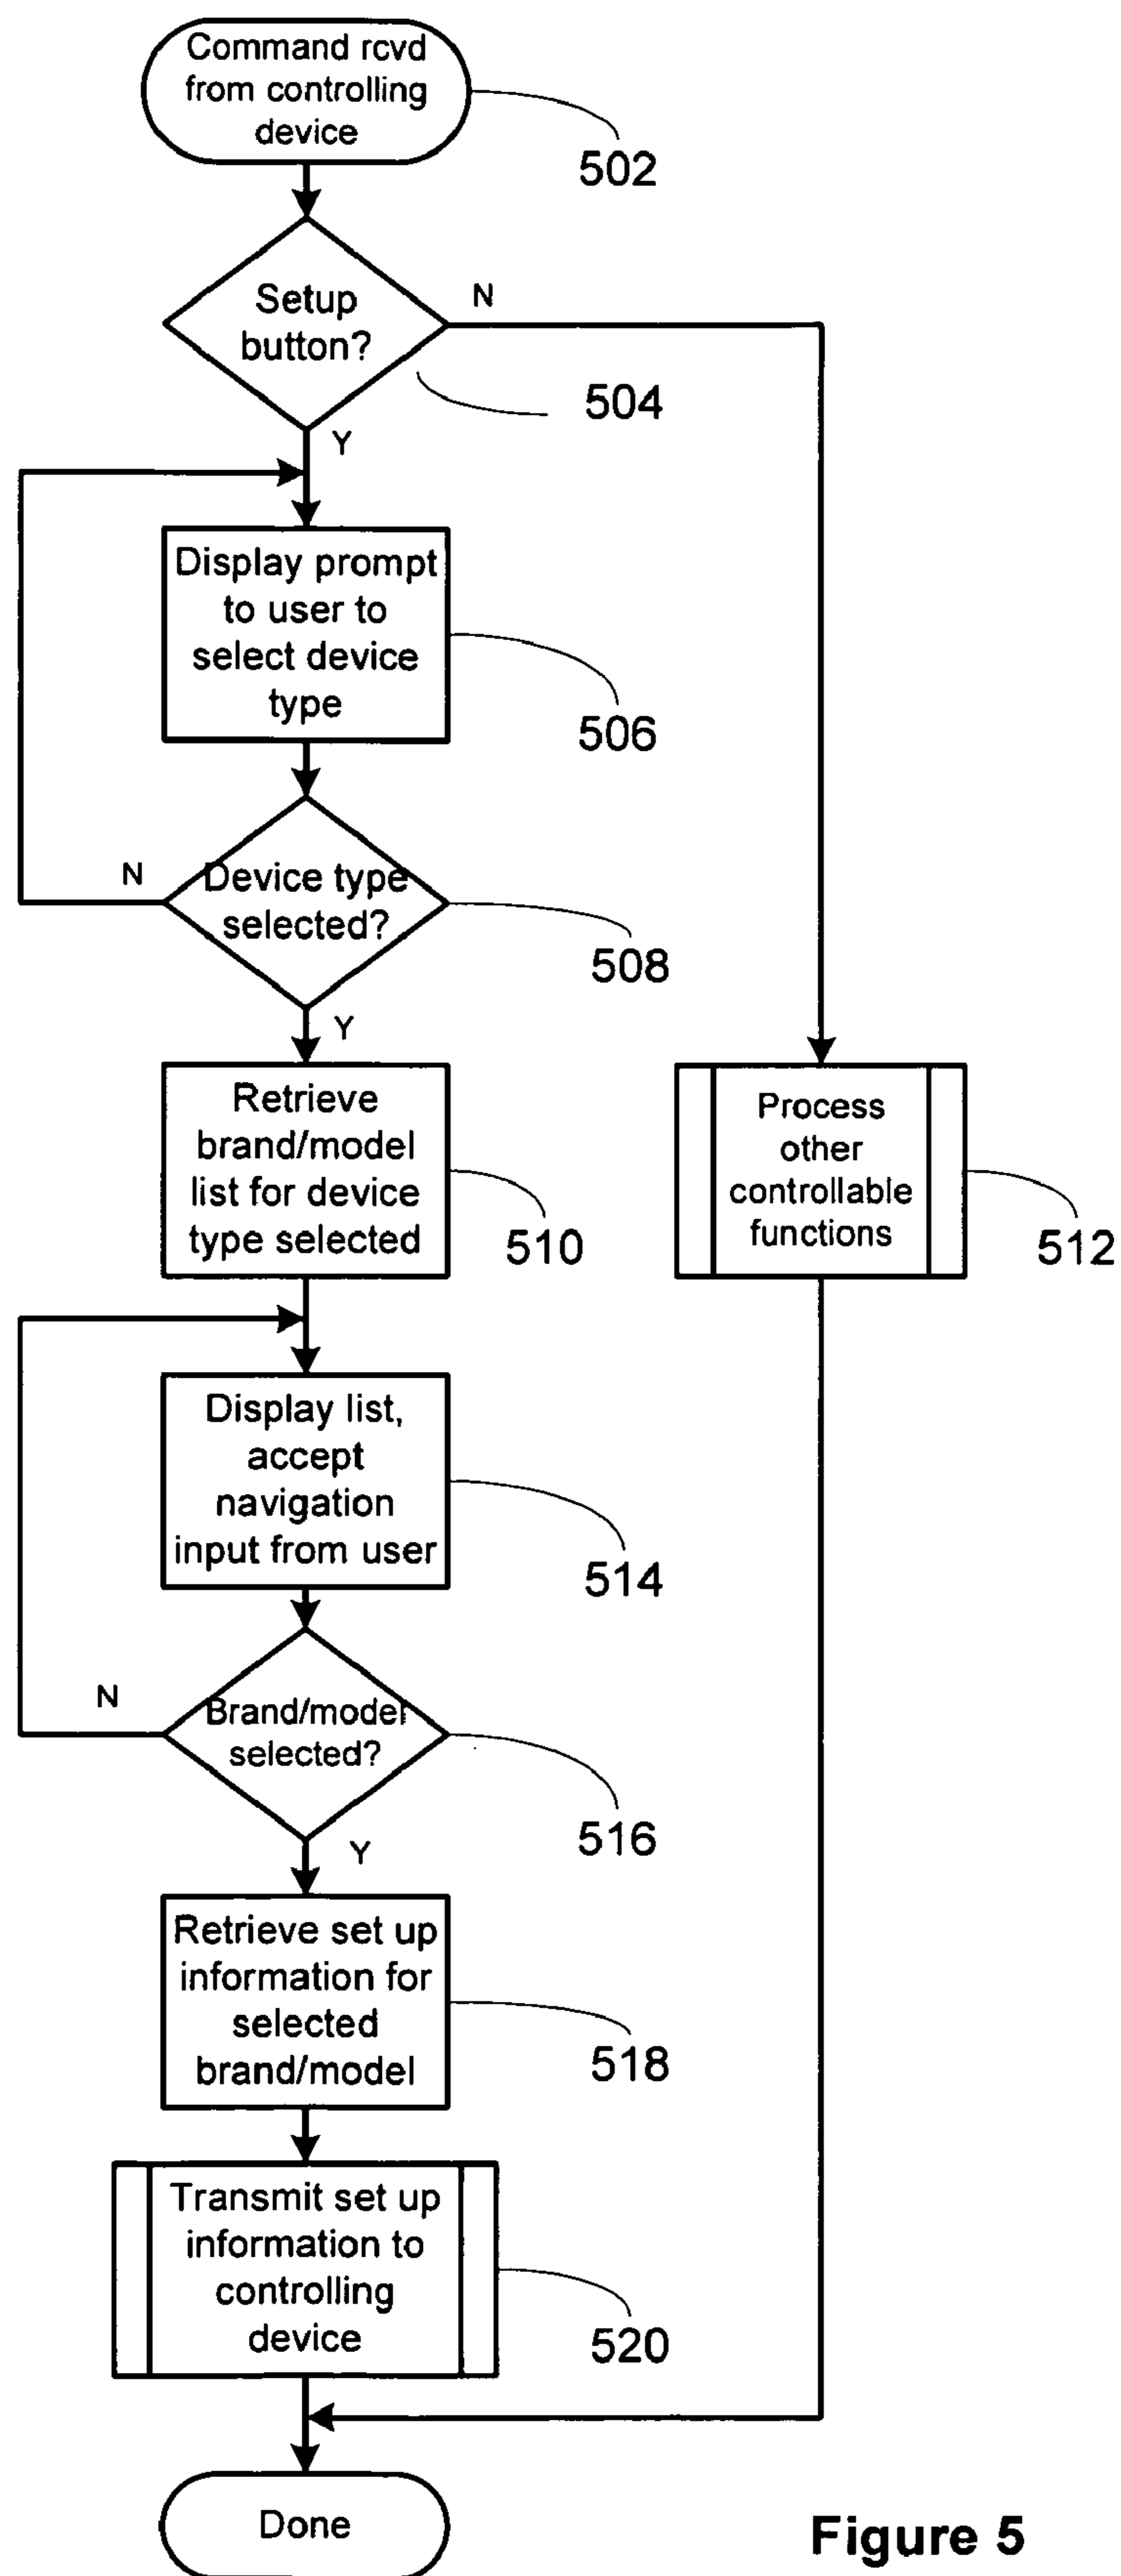 Command rcvd
from controlling
device
502
Setup
button?
N
504
Y
Display prompt
to user to
select device
type
506
N
Device type
selected?
508
Y
Retrieve
brand/model
list for device
type selected
510
Process
other
controllable
functions
512
Display list,
accept
navigation
input from user
514
N
Brand/model
selected?
516
Y
Retrieve set up
information for
selected
brand/model
518
Transmit set up
information to
controlling
device
520
Done
Figure 5